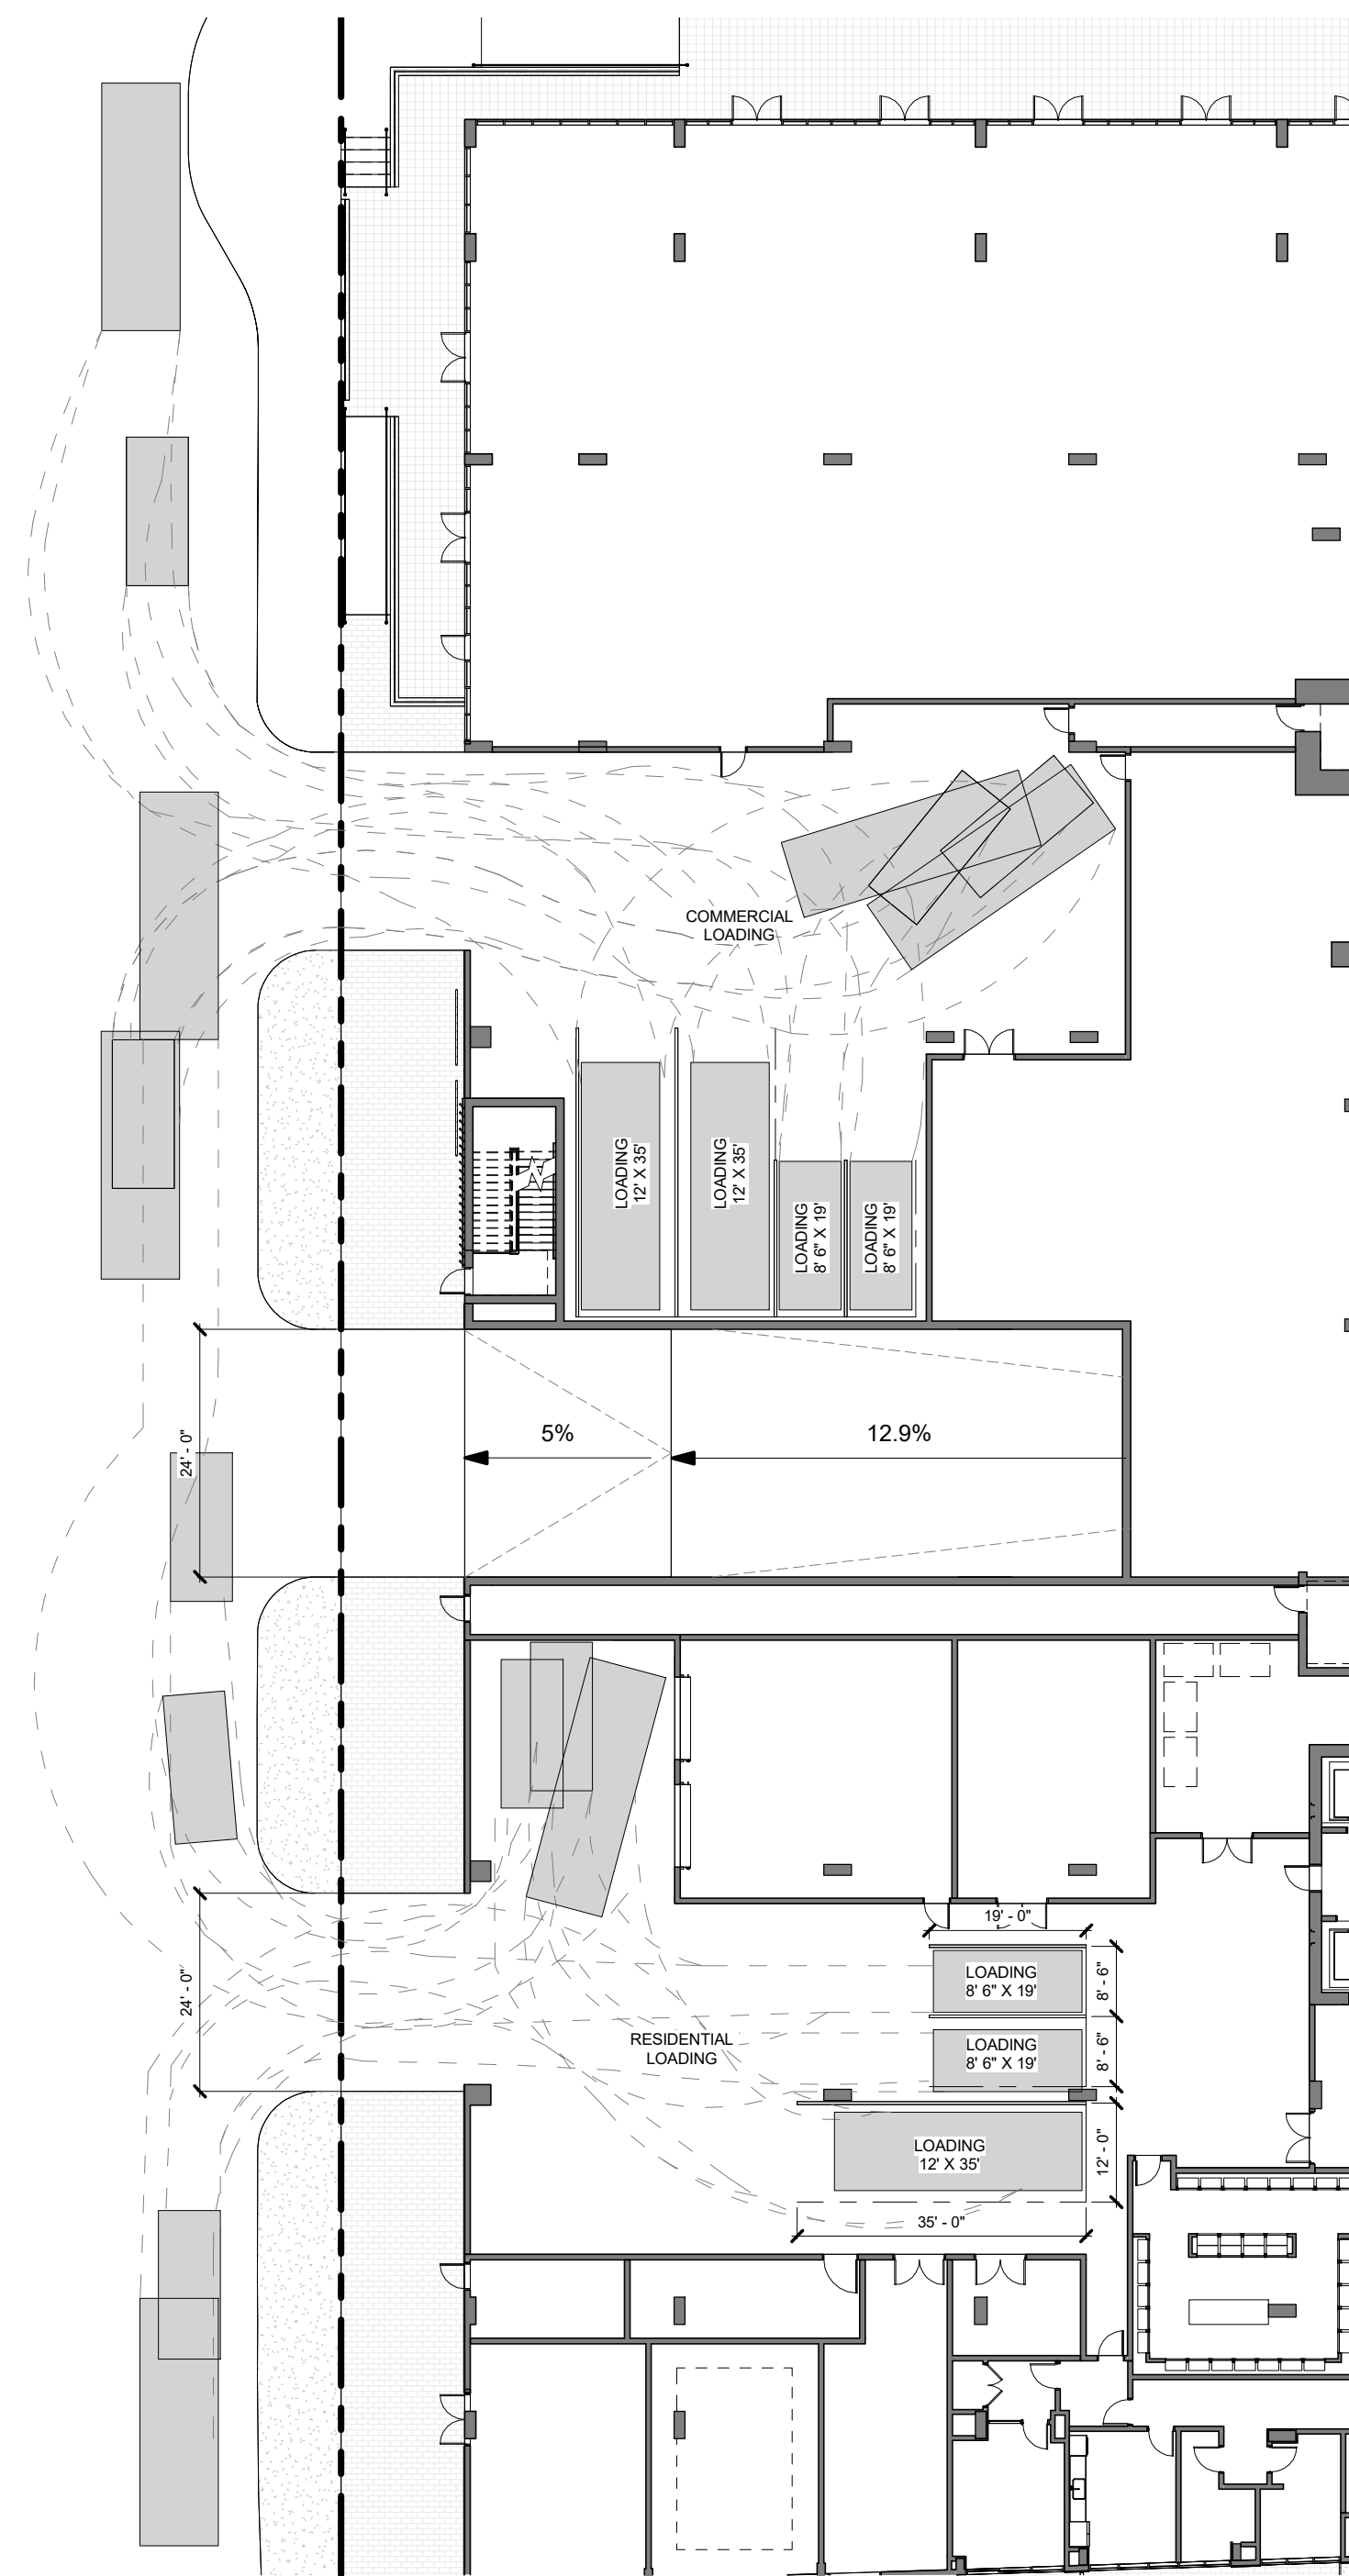 COMMERCIAL
LOADING
LOADING
12' X 35'
LOADING
12' X 35'
LOADING
8' 6" X 19'
LOADING
8' 6" X 19'
24' - 0"
5%
12.9%
19' - 0"
LOADING
8' 6" X 19'
8' - 6"
24' - 0"
RESIDENTIAL
LOADING
LOADING
8' 6" X 19'
8' - 6"
LOADING
12' X 35'
12' - 0"
35' - 0"